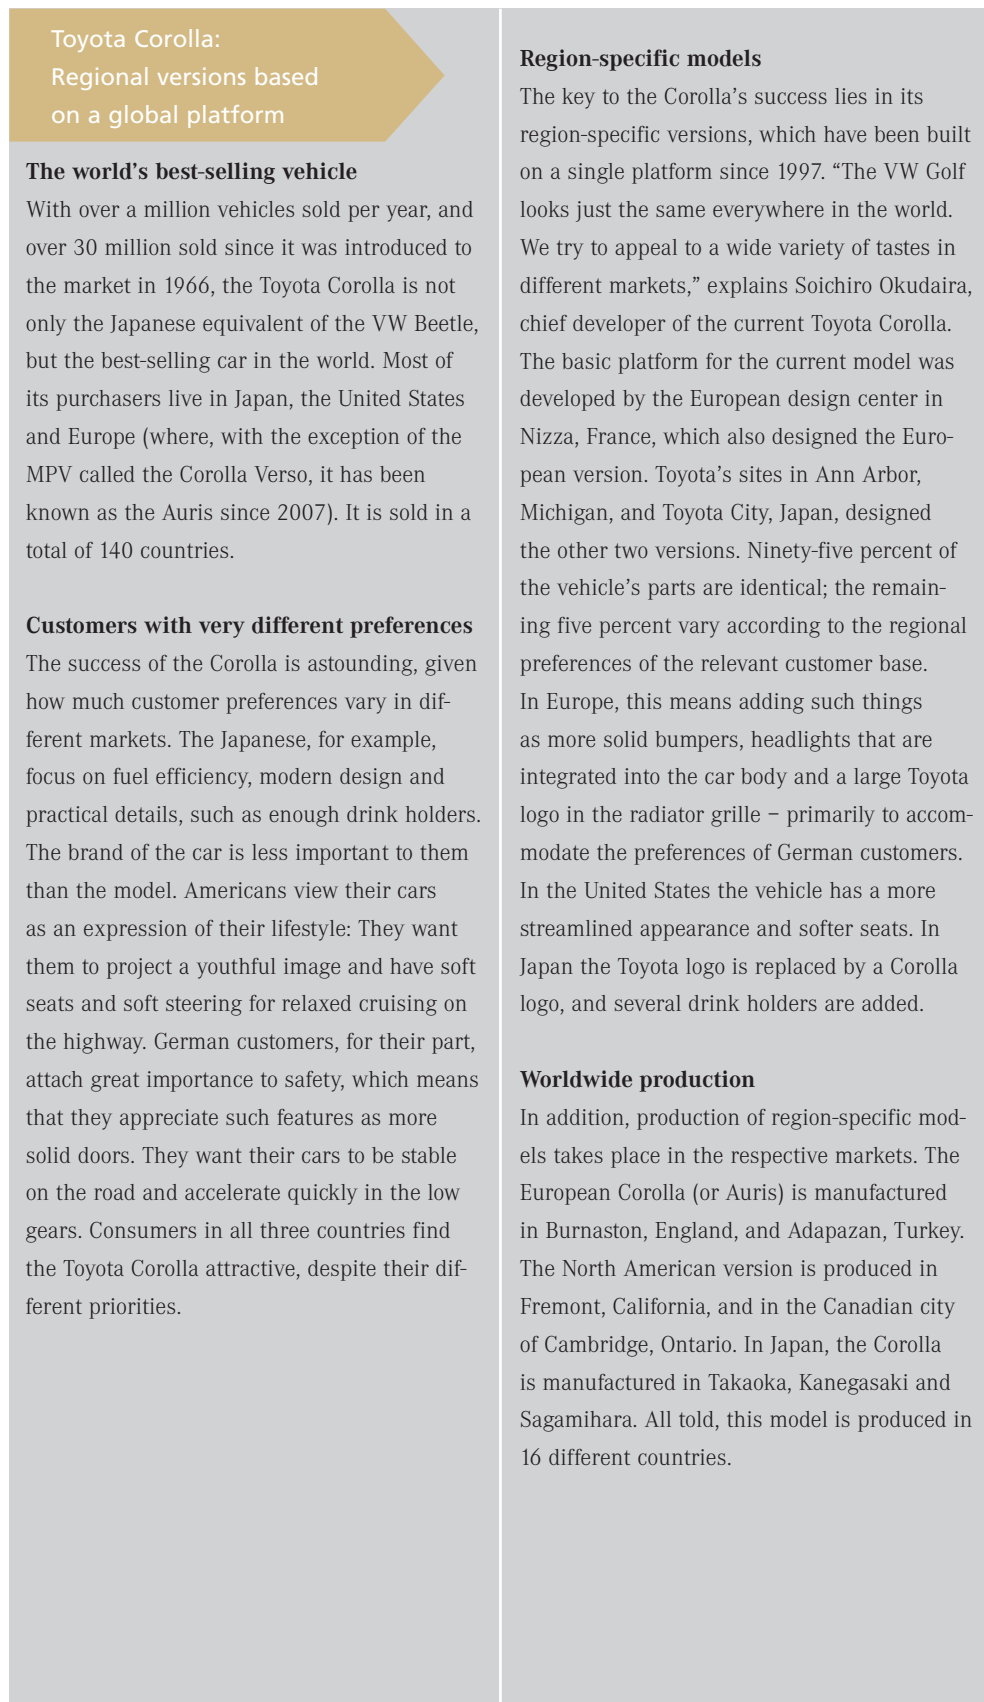 Toyota Corolla:
Regional versions based
on a global platform
The world's best-selling vehicle
With over a million vehicles sold per year, and
over 30 million sold since it was introduced to
the market in 1966, the Toyota Corolla is not
only the Japanese equivalent of the VW Beetle,
but the best-selling car in the world. Most of
its purchasers live in Japan, the United States
and Europe (where, with the exception of the
MPV called the Corolla Verso, it has been
known as the Auris since 2007). It is sold in a
total of 140 countries.
Customers with very different preferences
The success of the Corolla is astounding, given
how much customer preferences vary in dif-
ferent markets. The Japanese, for example,
focus on fuel efficiency, modern design and
practical details, such as enough drink holders.
The brand of the car is less important to them
than the model. Americans view their cars
as an expression of their lifestyle: They want
them to project a youthful image and have soft
seats and soft steering for relaxed cruising on
the highway. German customers, for their part,
attach great importance to safety, which means
that they appreciate such features as more
solid doors. They want their cars to be stable
on the road and accelerate quickly in the low
gears. Consumers in all three countries find
the Toyota Corolla attractive, despite their dif-
ferent priorities.
Region-specific models
The key to the Corolla's success lies in its
region-specific versions, which have been built
on a single platform since 1997. “The VW Golf
looks just the same everywhere in the world.
We try to appeal to a wide variety of tastes in
different markets,” explains Soichiro Okudaira,
chief developer of the current Toyota Corolla.
The basic platform for the current model was
developed by the European design center in
Nizza, France, which also designed the Euro-
pean version. Toyota's sites in Ann Arbor,
Michigan, and Toyota City, Japan, designed
the other two versions. Ninety-five percent of
the vehicle's parts are identical; the remain-
ing five percent vary according to the regional
preferences of the relevant customer base.
In Europe, this means adding such things
as more solid bumpers, headlights that are
integrated into the car body and a large Toyota
logo in the radiator grille – primarily to accom-
modate the preferences of German customers.
In the United States the vehicle has a more
streamlined appearance and softer seats. In
Japan the Toyota logo is replaced by a Corolla
logo, and several drink holders are added.
Worldwide production
In addition, production of region-specific mod-
els takes place in the respective markets. The
European Corolla (or Auris) is manufactured
in Burnaston, England, and Adapazan, Turkey.
The North American version is produced in
Fremont, California, and in the Canadian city
of Cambridge, Ontario. In Japan, the Corolla
is manufactured in Takaoka, Kanegasaki and
Sagamihara. All told, this model is produced in
16 different countries.